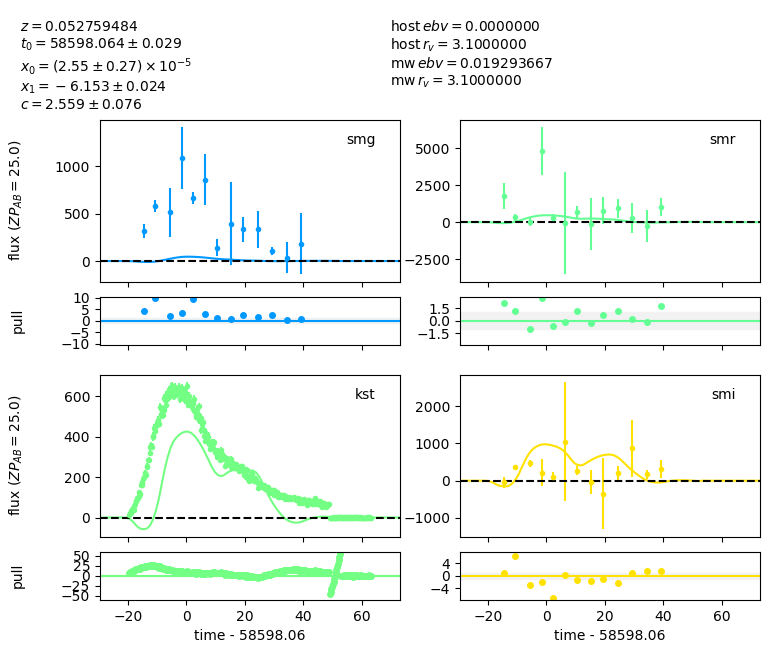 z = 0.052759484
t₀ = 58598.064 ± 0.029
x₀ = (2.55 ± 0.27) × 10⁻⁵
x₁ = −6.153 ± 0.024
c = 2.559 ± 0.076
host ebv = 0.0000000
host r_v = 3.1000000
mw ebv = 0.019293667
mw r_v = 3.1000000
flux (ZP_AB = 25.0)
1000
500
0
smg
5000
2500
0
−2500
smr
pull
10
5
0
−5
−10
1.5
0.0
−1.5
flux (ZP_AB = 25.0)
600
400
200
0
kst
2000
1000
0
−1000
smi
pull
50
25
0
−25
−50
4
0
−4
−20 0 20 40 60
−20 0 20 40 60
time - 58598.06
time - 58598.06